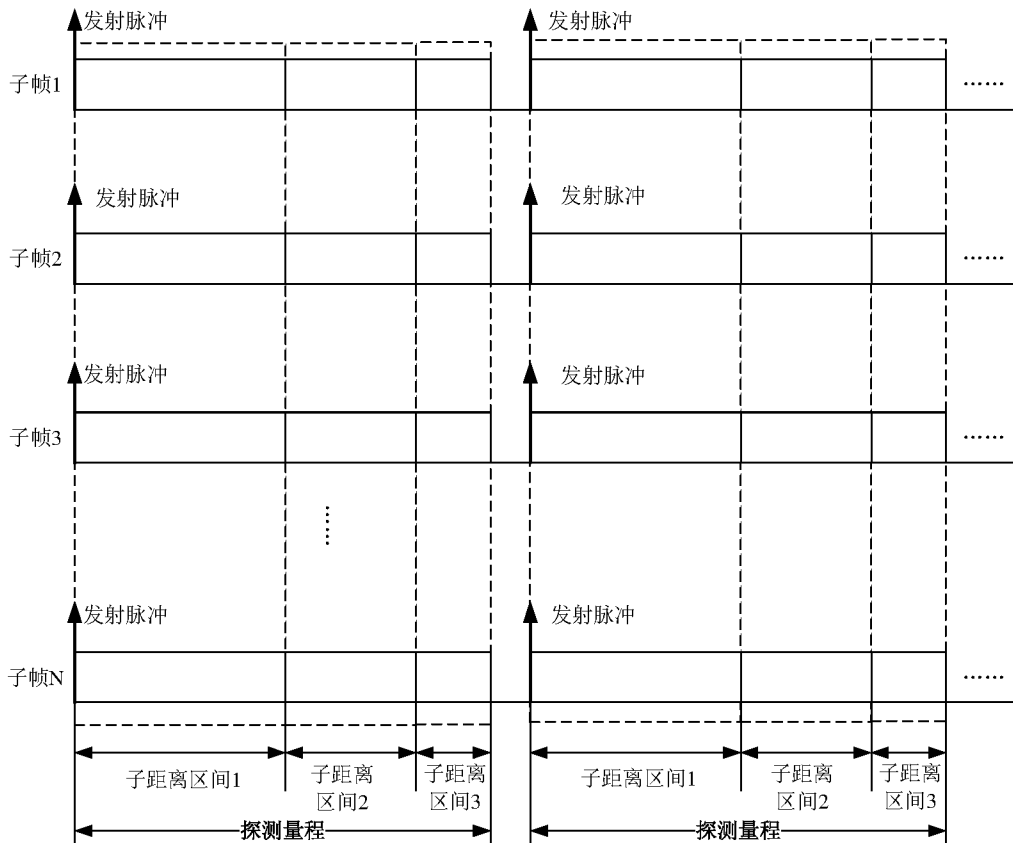 发射脉冲 发射脉冲
子帧1 ……
发射脉冲 发射脉冲
子帧2 ……
发射脉冲 发射脉冲
子帧3 ……
……
发射脉冲 发射脉冲
子帧N ……
子距离区间1 子距离 子距离 子距离区间1 子距离 子距离
区间2 区间3 区间2 区间3
探测量程 探测量程